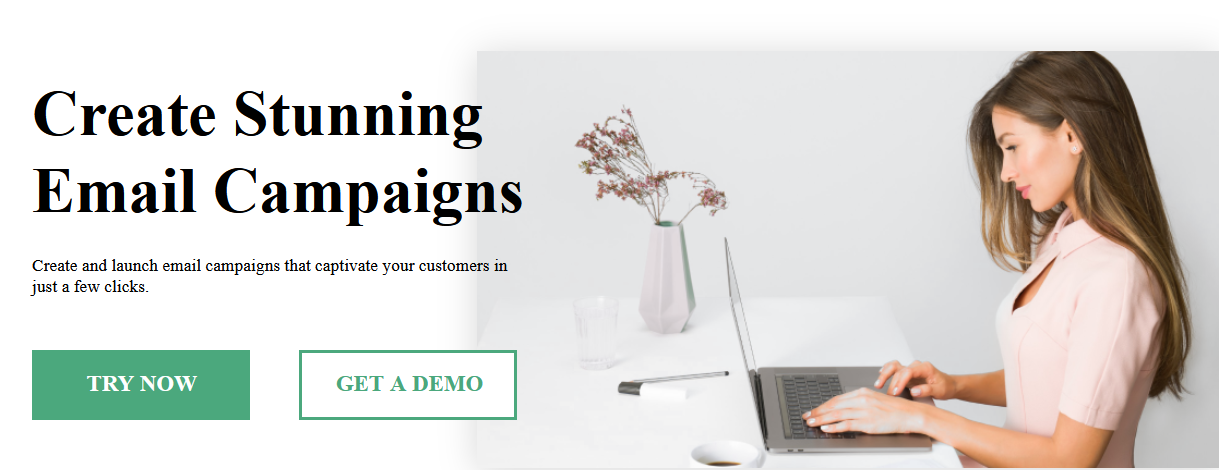 Create Stunning
Email Campaigns
Create and launch email campaigns that captivate your customers in
just a few clicks.
TRY NOW
GET A DEMO